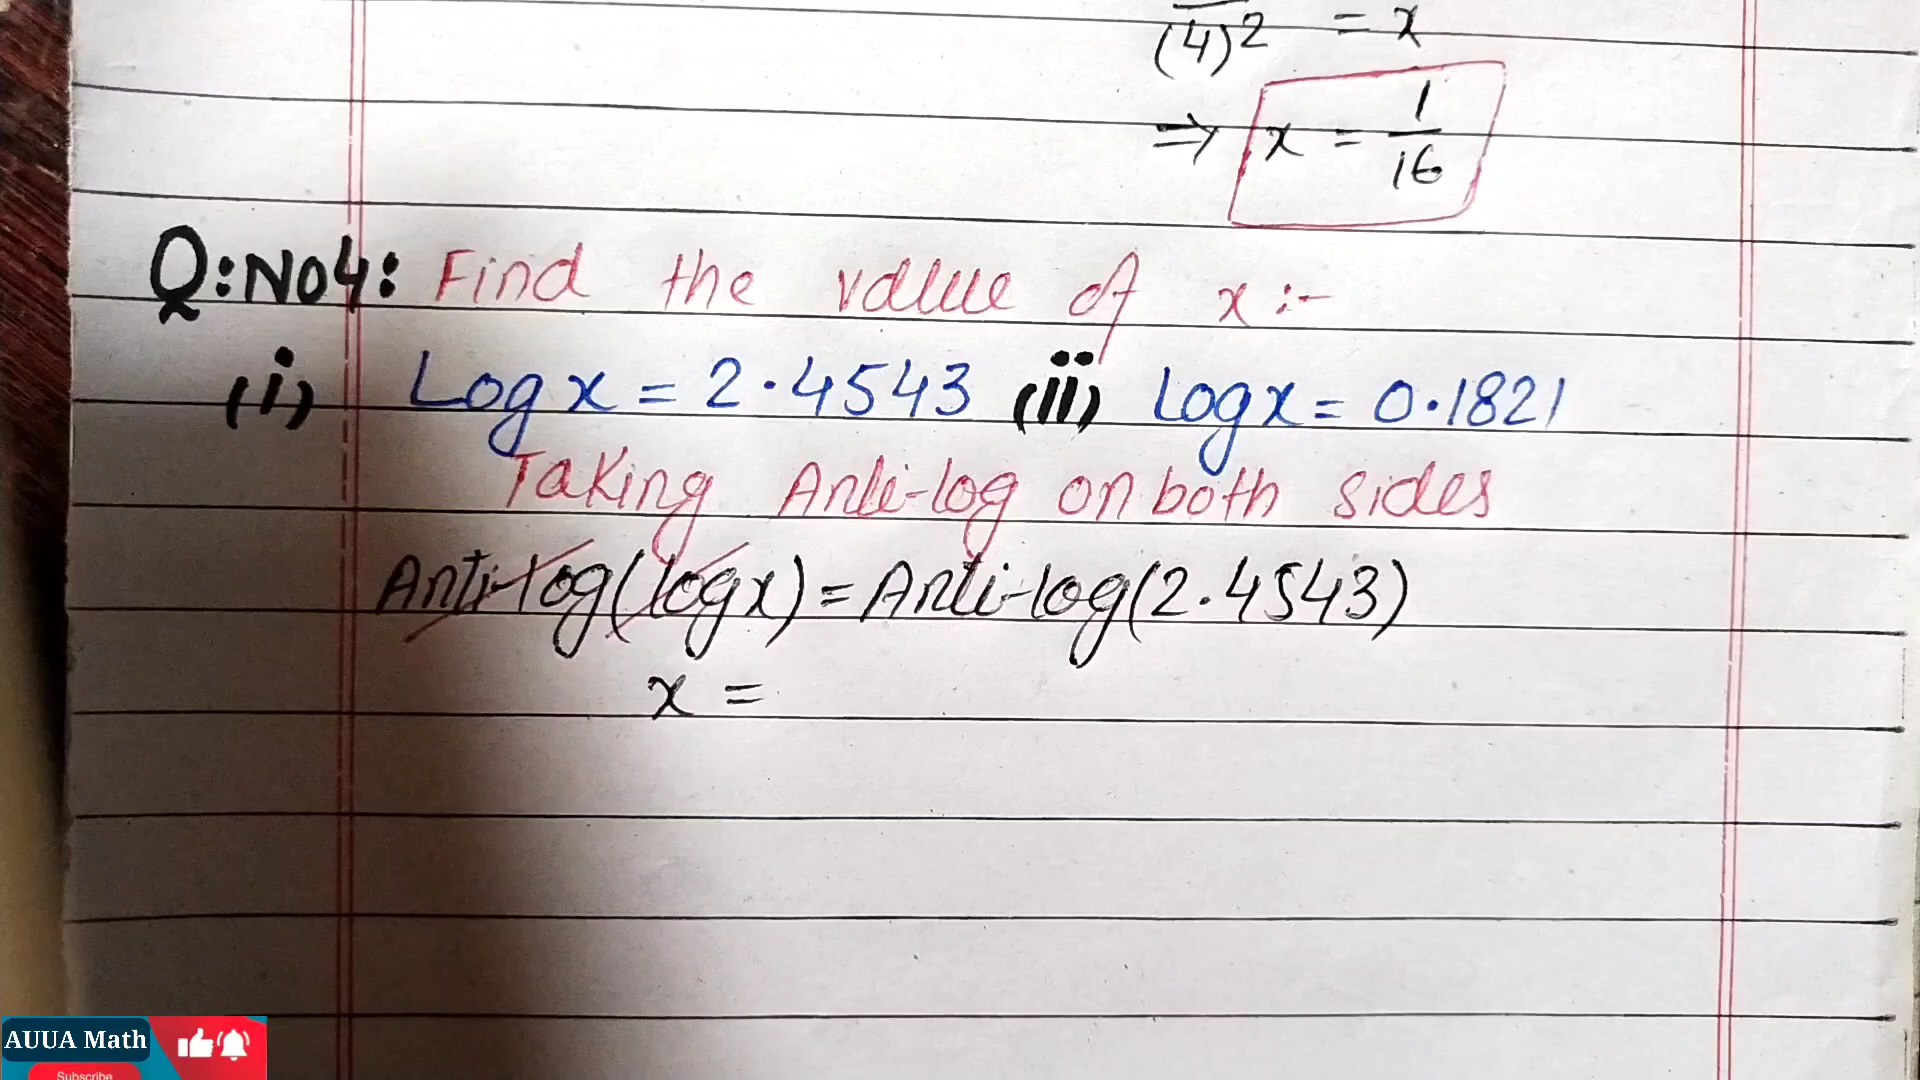 (4)² = x
⇒ x = 1/16
Q:NO4: Find the value of x :-
(i) Log x = 2.4543 (ii) Log x = 0.1821
Taking Anti-log on both sides
Anti-log(logx) = Anti-log(2.4543)
x =
AUUA Math
Subscribe